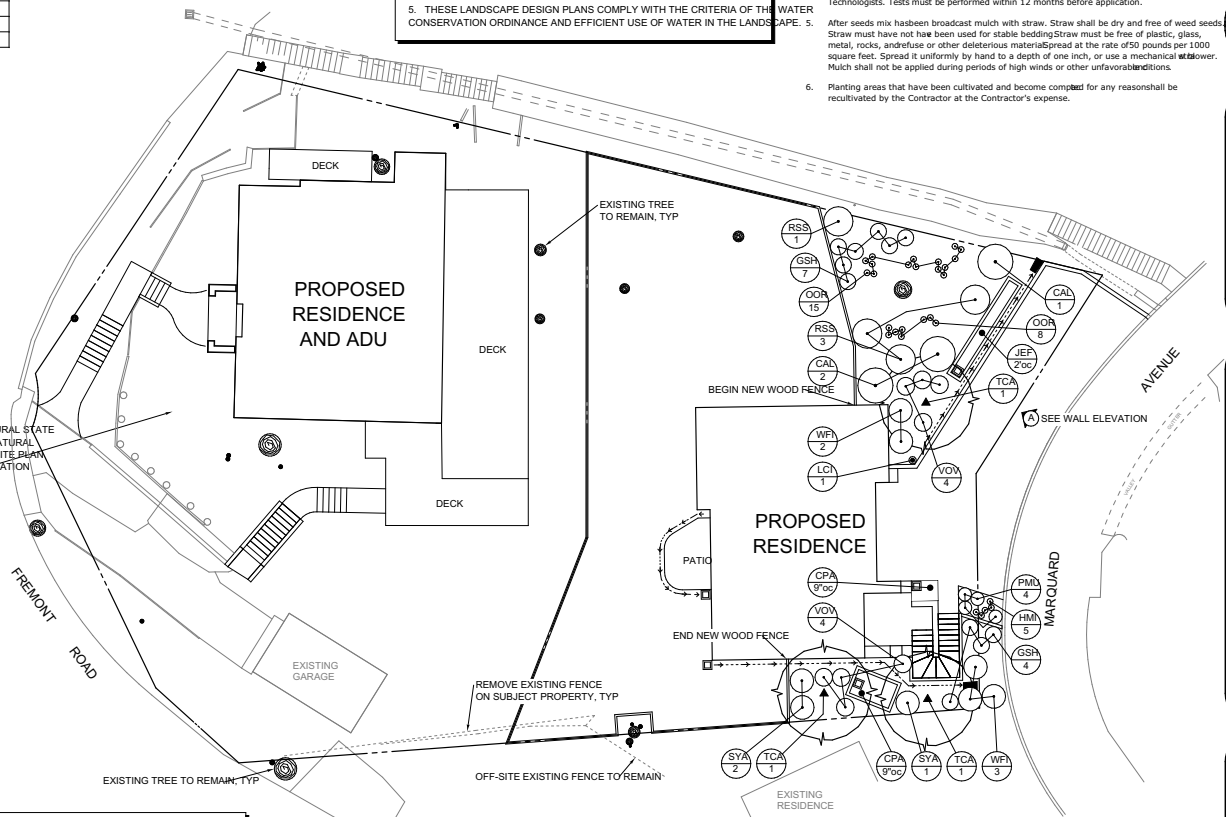 5. THESE LANDSCAPE DESIGN PLANS COMPLY WITH THE CRITERIA OF THE WATER
CONSERVATION ORDINANCE AND EFFICIENT USE OF WATER IN THE LANDSCAPE.
Technologists. Tests must be performed within 12 months before application.
5. After seeds mix hasbeen broadcast mulch with straw. Straw shall be dry and free of weed seeds.
Straw must have not have been used for stable bedding. Straw must be free of plastic, glass,
metal, rocks, andrefuse or other deleterious material. Spread at the rate of 50 pounds per 1000
square feet. Spread it uniformly by hand to a depth of one inch, or use a mechanical blower.
Mulch shall not be applied during periods of high winds or other unfavorable
6. Planting areas that have been cultivated and become for any reasonshall be
recultivated by the Contractor at the Contractor's expense.
DECK
EXISTING TREE
TO REMAIN, TYP
PROPOSED
RESIDENCE
AND ADU
DECK
DECK
RSS
1
GSH
7
OOR
15
RSS
3
CAL
2
BEGIN NEW WOOD FENCE
WFI
2
LCI
1
CAL
1
OOR
8
JEF
2'oc
TCA
1
A SEE WALL ELEVATION
VOV
4
AVENUE
VALLEY
GUTTER
MARQUARD
URAL STATE
ATURAL
ITE PLAN
ATION
PROPOSED
RESIDENCE
PATIO
CPA
9"oc
VOV
4
END NEW WOOD FENCE
PMU
4
HMI
5
GSH
4
FREMONT
ROAD
EXISTING
GARAGE
REMOVE EXISTING FENCE
ON SUBJECT PROPERTY, TYP
SYA
2
TCA
1
CPA
9"oc
SYA
1
TCA
1
WFI
3
EXISTING TREE TO REMAIN, TYP
OFF-SITE EXISTING FENCE TO REMAIN
EXISTING
RESIDENCE